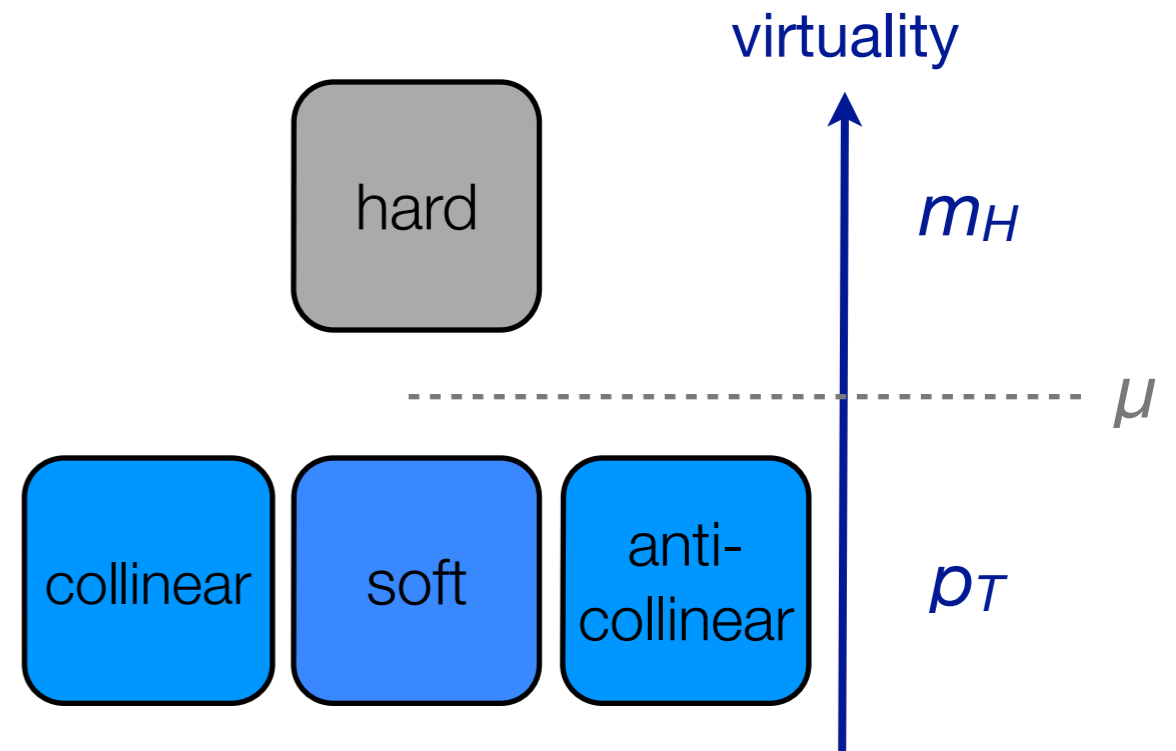 virtuality
hard
m_H
μ
collinear
soft
anti-
collinear
p_T